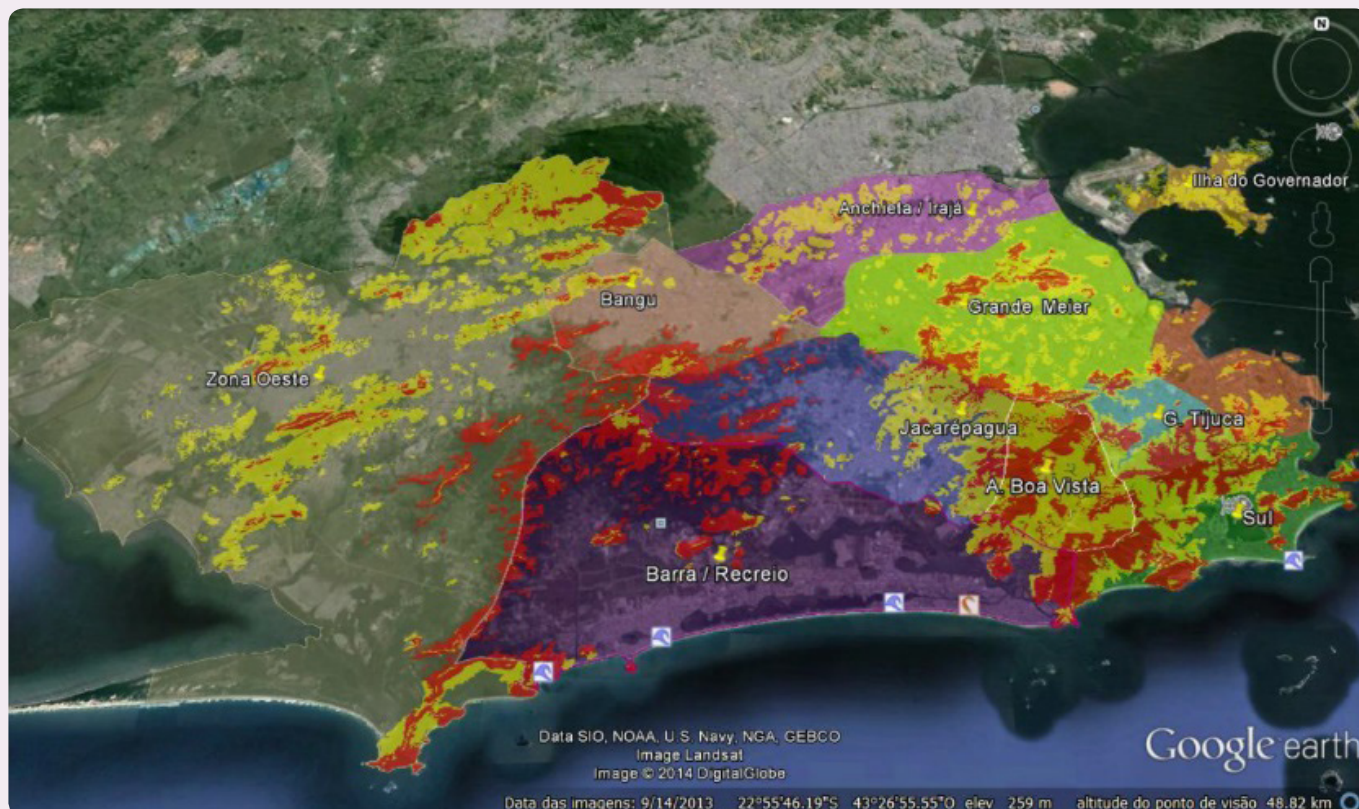 N
Ilha do Governador
Anchieta / Irajá
Bangu
Grande Meier
Zona Oeste
G. Tijuca
Jacarépagua
A. Boa Vista
Sul
Barra / Recreio
Data SIO, NOAA, U.S. Navy, NGA, GEBCO
Image Landsat
Image © 2014 DigitalGlobe
Google earth
Data das imagens: 9/14/2013 22°55'46.19"S 43°26'55.55"O elev 259 m altitude do ponto de visão 48.82 km